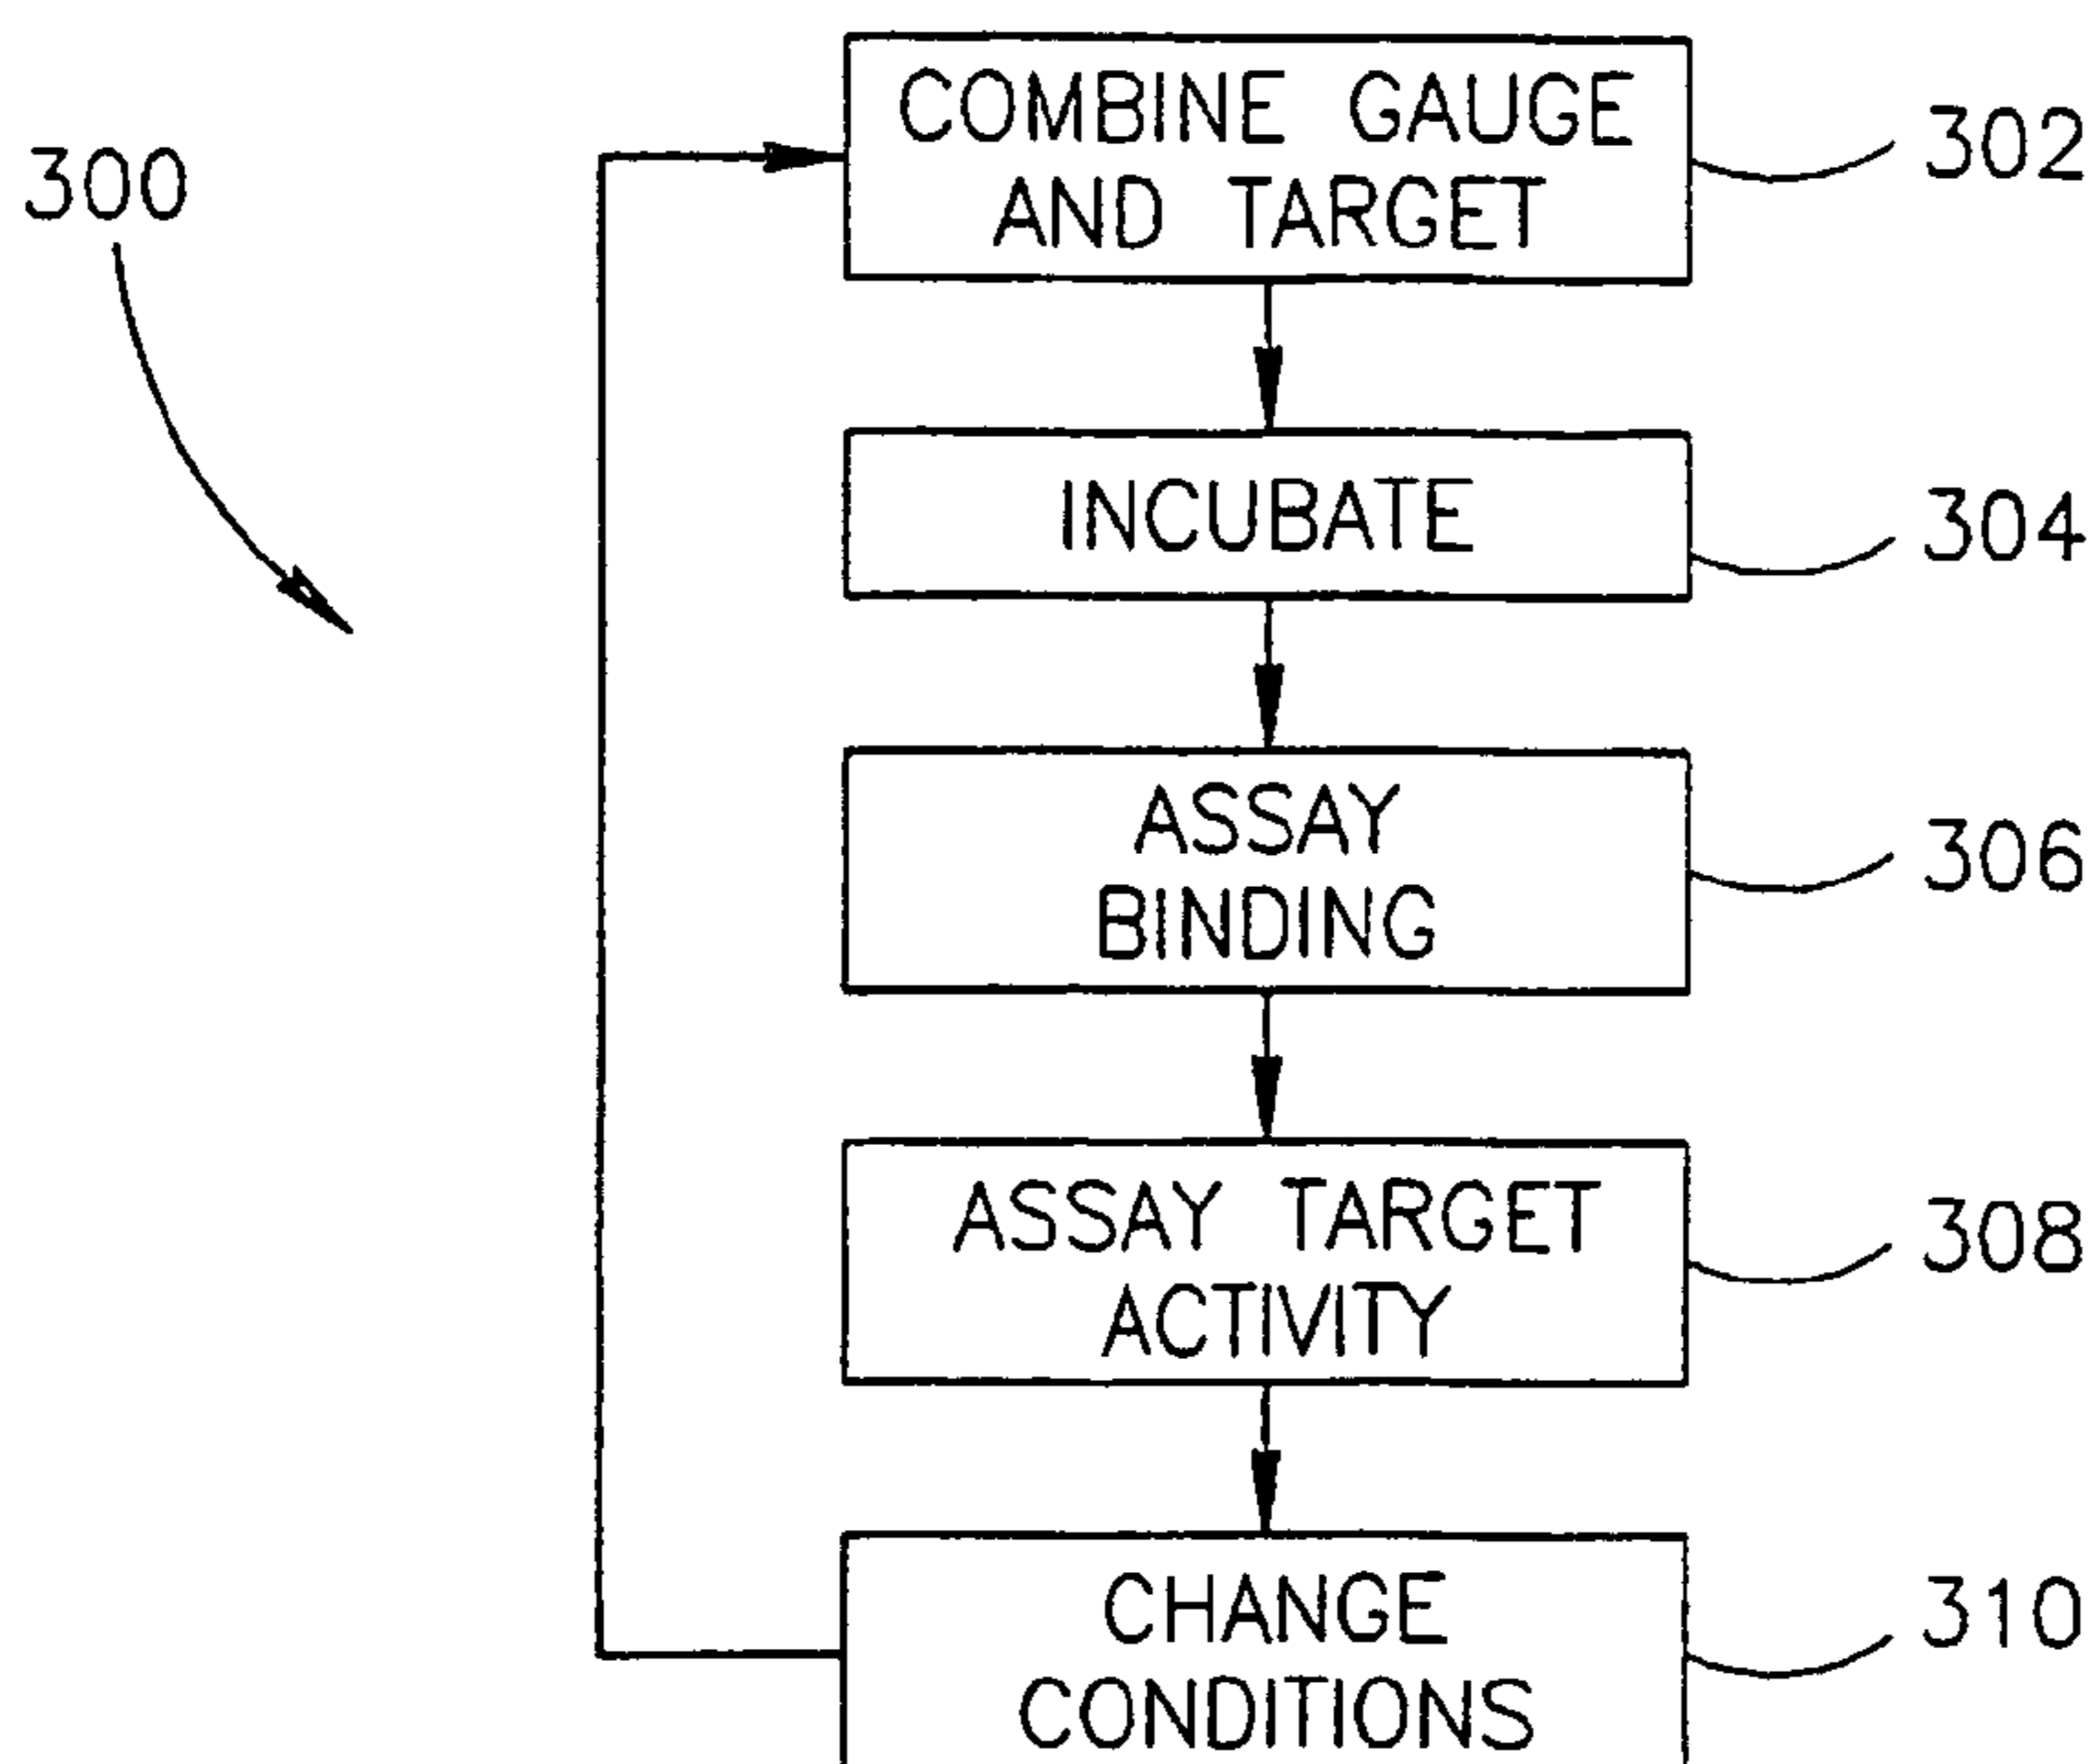 300
COMBINE GAUGE
AND TARGET
302
INCUBATE
304
ASSAY
BINDING
306
ASSAY TARGET
ACTIVITY
308
CHANGE
CONDITIONS
310